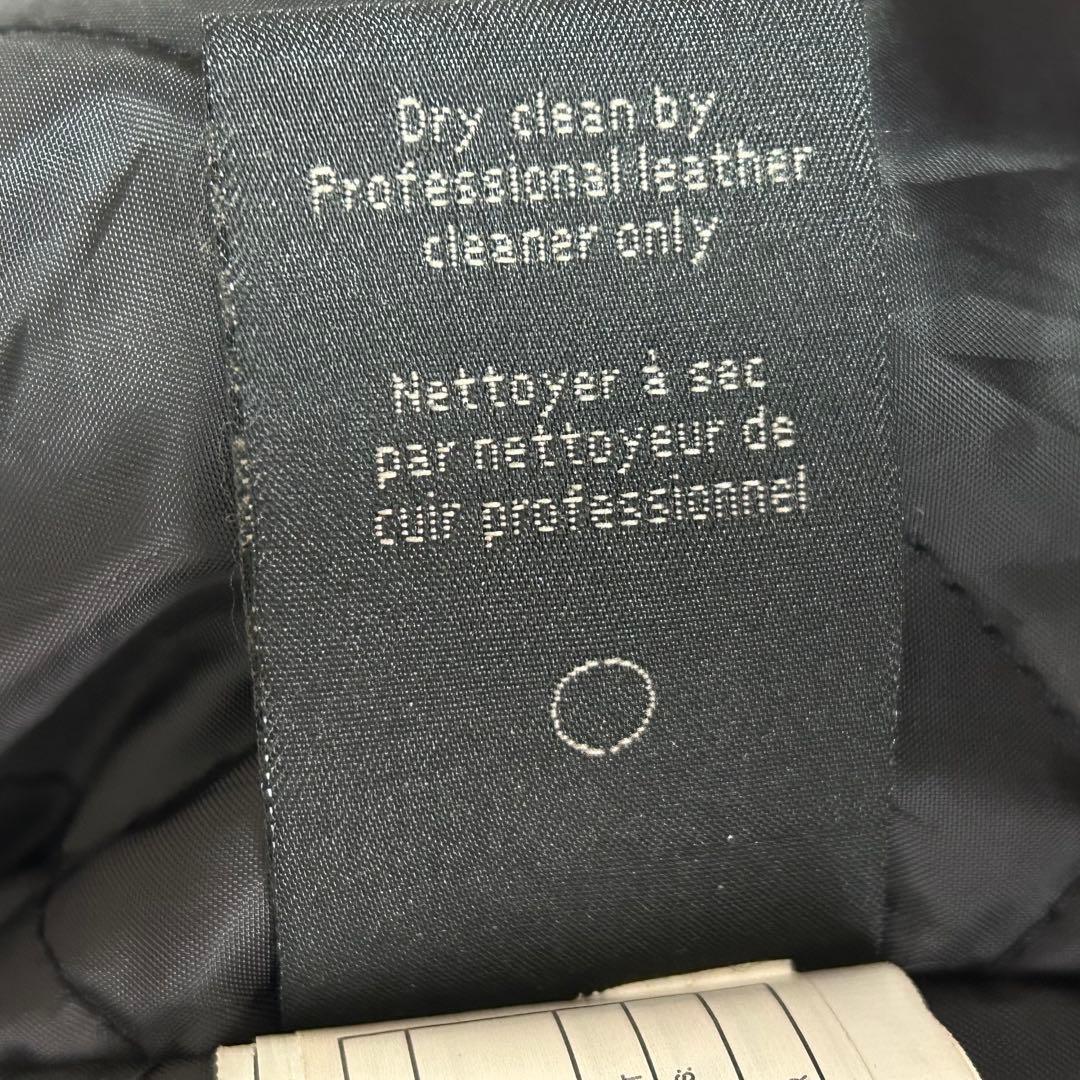 Dry clean by
Professional leather
cleaner only
Nettoyer à sec
par nettoyeur de
cuir professionnel